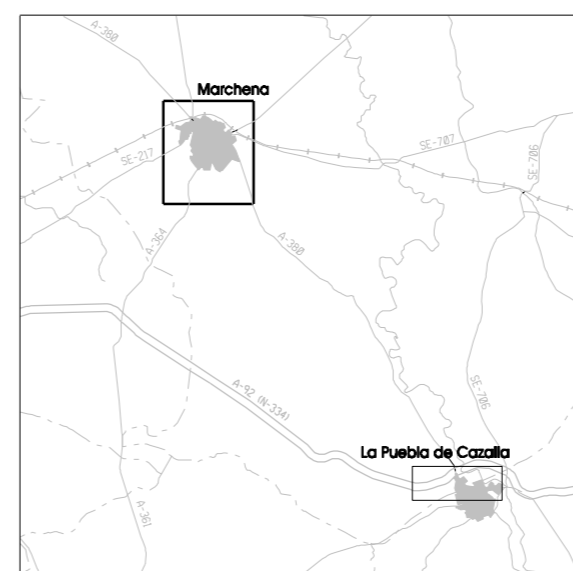 A-380
Marchena
SE-707
SE-706
SE-217
A-364
A-380
A-92 (N-334)
SE-706
La Puebla de Cazalla
A-361